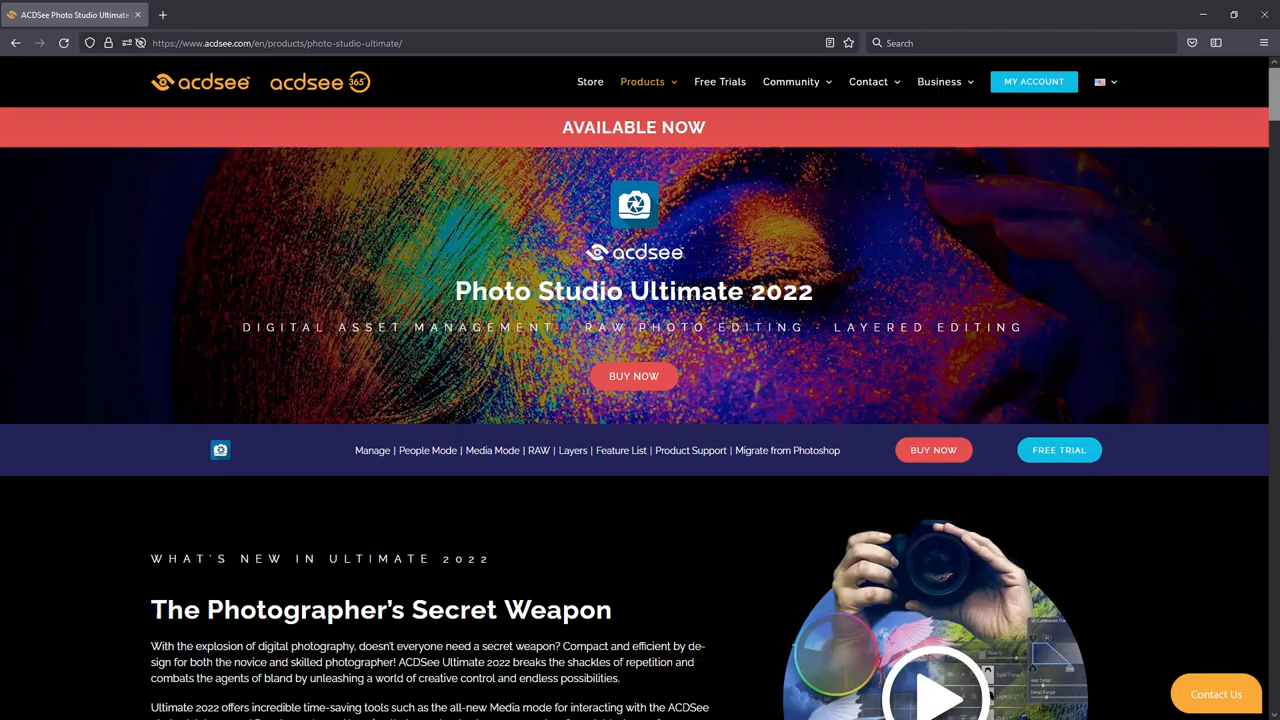 ACDSee Photo Studio Ultimate
https://www.acdsee.com/en/products/photo-studio-ultimate/
Search
acdsee acdsee 365 Store Products Free Trials Community Contact Business MY ACCOUNT
AVAILABLE NOW
acdsee
Photo Studio Ultimate 2022
DIGITAL ASSET MANAGEMENT · RAW PHOTO EDITING · LAYERED EDITING
BUY NOW
Manage | People Mode | Media Mode | RAW | Layers | Feature List | Product Support | Migrate from Photoshop BUY NOW FREE TRIAL
WHAT'S NEW IN ULTIMATE 2022
The Photographer's Secret Weapon
With the explosion of digital photography, doesn't everyone need a secret weapon? Compact and efficient by de-
sign for both the novice and skilled photographer! ACDSee Ultimate 2022 breaks the shackles of repetition and
combats the agents of bland by unleashing a world of creative control and endless possibilities.
Ultimate 2022 offers incredible time-saving tools such as the all-new Media mode for interacting with the ACDSee
Contact Us